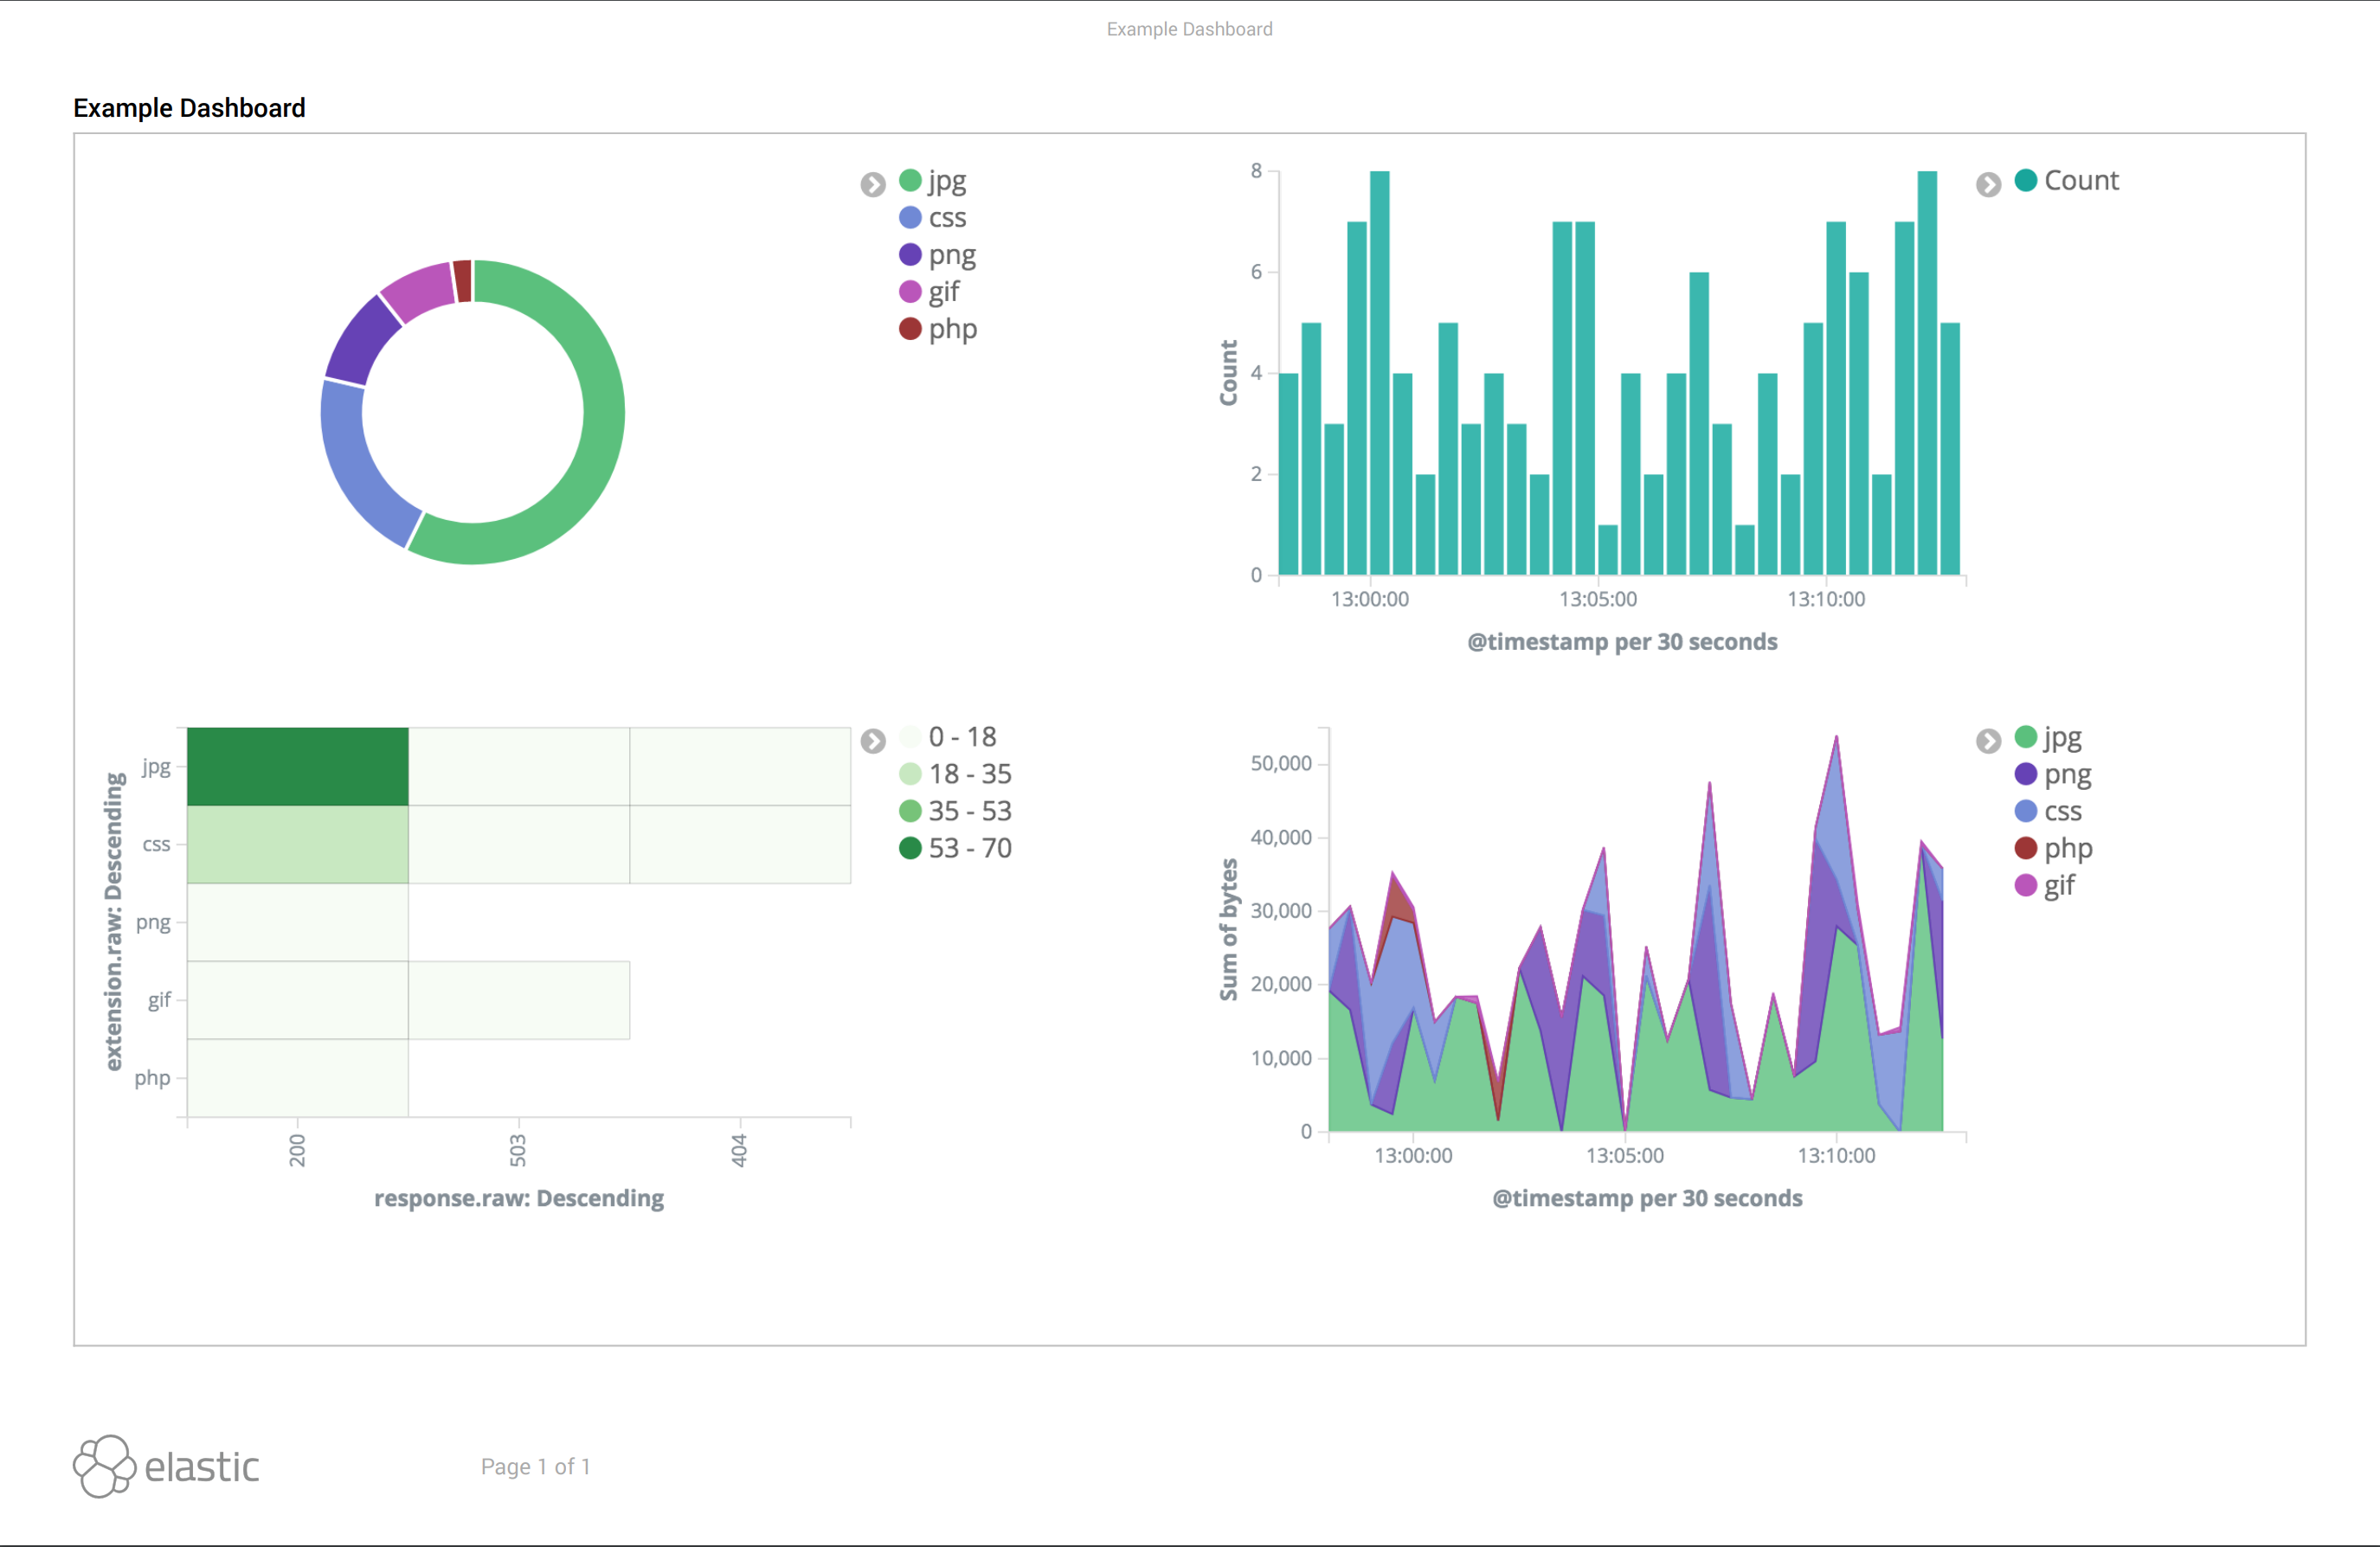 Example Dashboard
Example Dashboard
jpg
css
png
gif
php
8
6
4
2
0
Count
13:00:00
13:05:00
13:10:00
@timestamp per 30 seconds
Count
extension.raw: Descending
jpg
css
png
gif
php
200
503
404
response.raw: Descending
0 - 18
18 - 35
35 - 53
53 - 70
Sum of bytes
50,000
40,000
30,000
20,000
10,000
0
13:00:00
13:05:00
13:10:00
@timestamp per 30 seconds
jpg
png
css
php
gif
elastic
Page 1 of 1